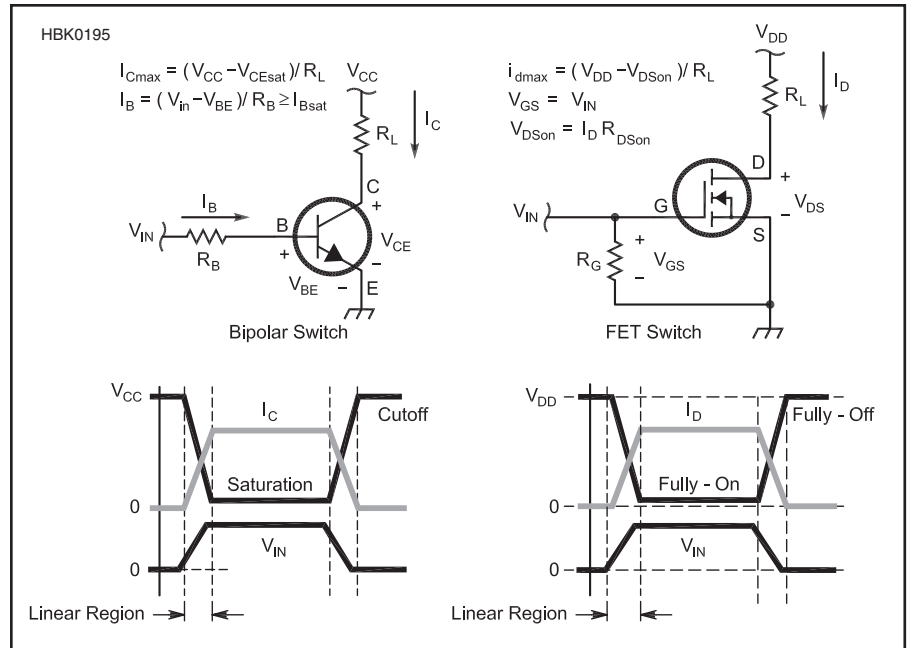 HBK0195
I_Cmax = (V_CC –V_CEsat)/ R_L
I_B = (V_in –V_BE)/ R_B ≥ I_Bsat
V_CC
R_L
I_C
C
+
I_B
V_IN
R_B
B
+
V_CE
–
V_BE
–
E
Bipolar Switch
i_dmax = (V_DD –V_DSon)/ R_L
V_GS = V_IN
V_DSon = I_D R_DSon
V_DD
R_L
I_D
D
+
V_IN
G
V_DS
–
S
R_G
+
V_GS
–
FET Switch
V_CC
I_C
Cutoff
Saturation
0
V_IN
0
Linear Region
V_DD
I_D
Fully - Off
Fully - On
0
V_IN
0
Linear Region